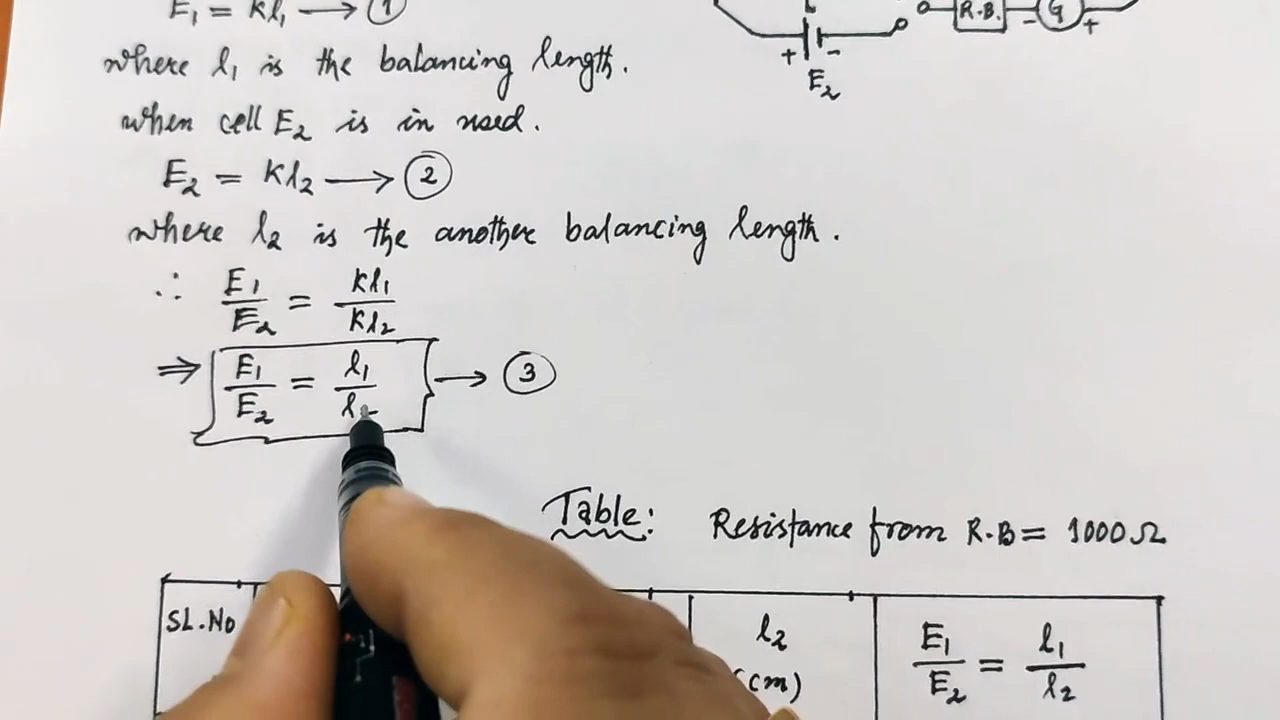 E₁ = Kl₁ ⟶ ①
where l₁ is the balancing length.
when cell E₂ is in used.
E₂ = Kl₂ ⟶ ②
where l₂ is the another balancing length.
∴ E₁/E₂ = Kl₁/Kl₂
⇒ E₁/E₂ = l₁/l₂ → ③
R.B. - G +
+ -
E₂
Table: Resistance from R.B = 1000 Ω
SL.No
l₂ (cm)
E₁/E₂ = l₁/l₂